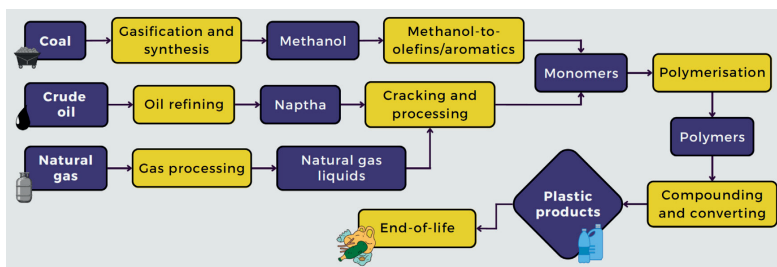 Coal
Gasification and
synthesis
Methanol
Methanol-to-
olefins/aromatics
Monomers
Polymerisation
Crude
oil
Oil refining
Naptha
Cracking and
processing
Polymers
Natural
gas
Gas processing
Natural gas
liquids
Compounding
and converting
Plastic
products
End-of-life